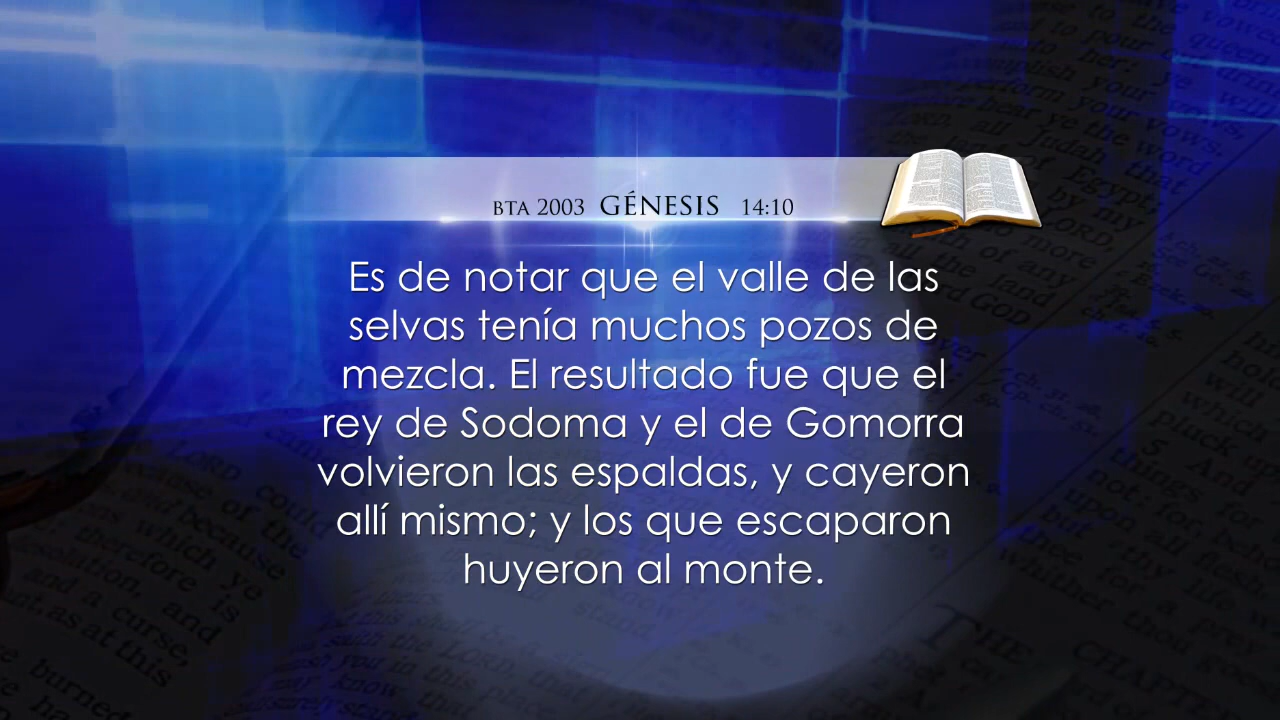 BTA 2003 GÉNESIS 14:10
Es de notar que el valle de las
selvas tenía muchos pozos de
mezcla. El resultado fue que el
rey de Sodoma y el de Gomorra
volvieron las espaldas, y cayeron
allí mismo; y los que escaparon
huyeron al monte.